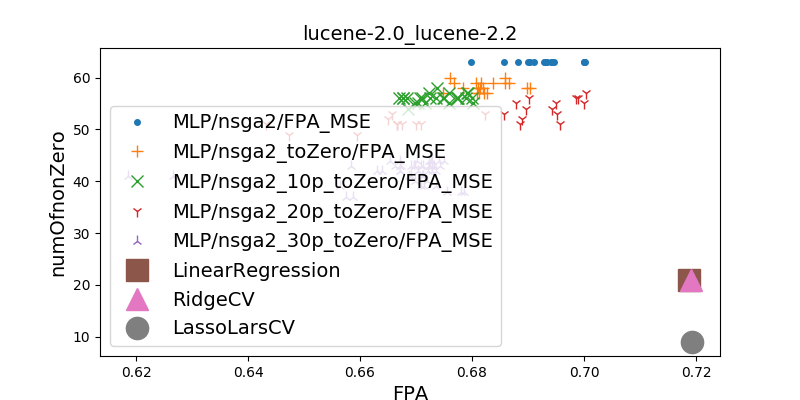 lucene-2.0_lucene-2.2
numOfnonZero
60
50
40
30
20
10
MLP/nsga2/FPA_MSE
MLP/nsga2_toZero/FPA_MSE
MLP/nsga2_10p_toZero/FPA_MSE
MLP/nsga2_20p_toZero/FPA_MSE
MLP/nsga2_30p_toZero/FPA_MSE
LinearRegression
RidgeCV
LassoLarsCV
0.62 0.64 0.66 0.68 0.70 0.72
FPA